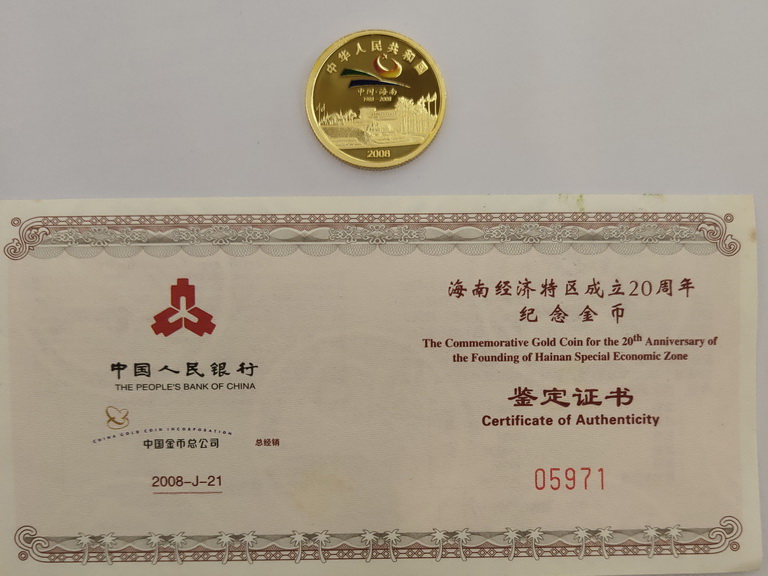 中华人民共和国
中国·海南
1988-2008
2008
中国人民银行
THE PEOPLE'S BANK OF CHINA
CHINA GOLD COIN INCORPORATION
中国金币总公司 总经销
2008-J-21
海南经济特区成立20周年
纪念金币
The Commemorative Gold Coin for the 20th Anniversary of
the Founding of Hainan Special Economic Zone
鉴定证书
Certificate of Authenticity
05971